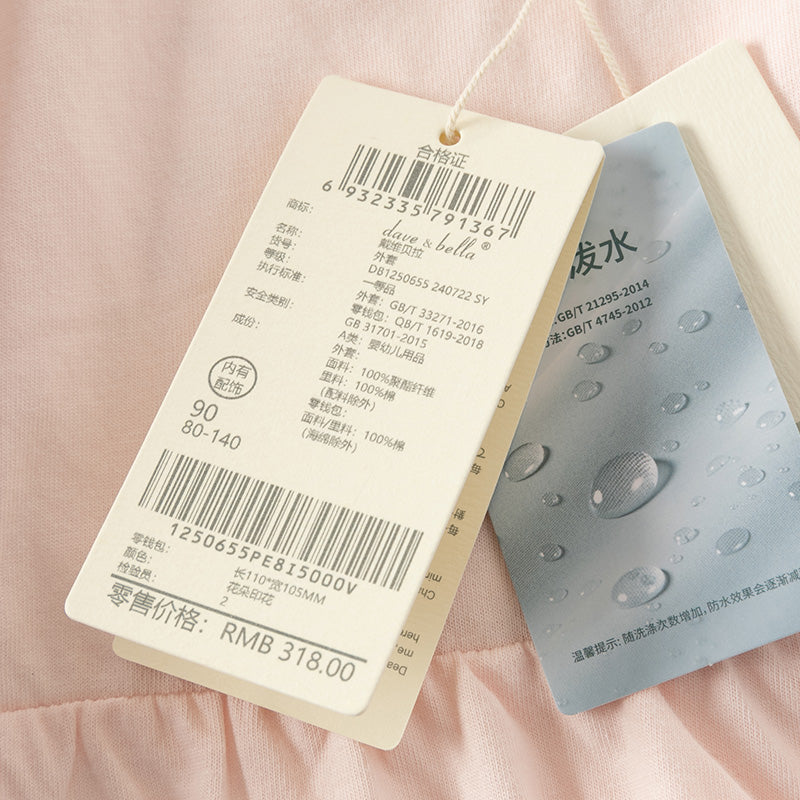 合格证
6 932335 791367
商标：
dave & bella®
戴维贝拉
名称：
外套
货号：
DB1250655 240722 SY
等级：
一等品
执行标准：
外套：GB/T 33271-2016
零钱包：QB/T 1619-2018
GB 31701-2015
安全类别：
A类：婴幼儿用品
成份：
外套：
面料：100%聚酯纤维
里料：100%棉
（配料除外）
零钱包：
面料/里料：100%棉
（海绵除外）
内有
配饰
90
80-140
1250655PE8I5000V
零钱包：
长110*宽105MM
颜色：
花朵印花
检验员：
2
零售价格：RMB 318.00
泼水
:GB/T 21295-2014
法:GB/T 4745-2012
温馨提示: 随洗涤次数增加, 防水效果会逐渐减